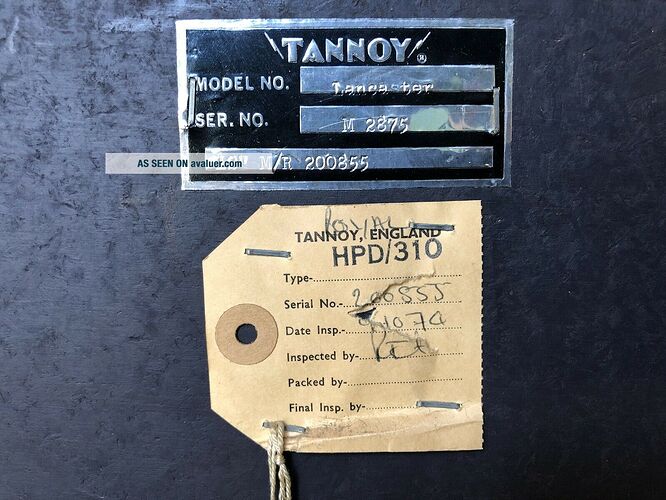 TANNOY ®
MODEL NO. Lancaster
SER. NO. M 2875
M/R 200855
AS SEEN ON avaluer.com
ROYAL
TANNOY, ENGLAND
HPD/310
Type-
Serial No.- 200855
Date Insp.-
Inspected by-
Packed by-
Final Insp. by-